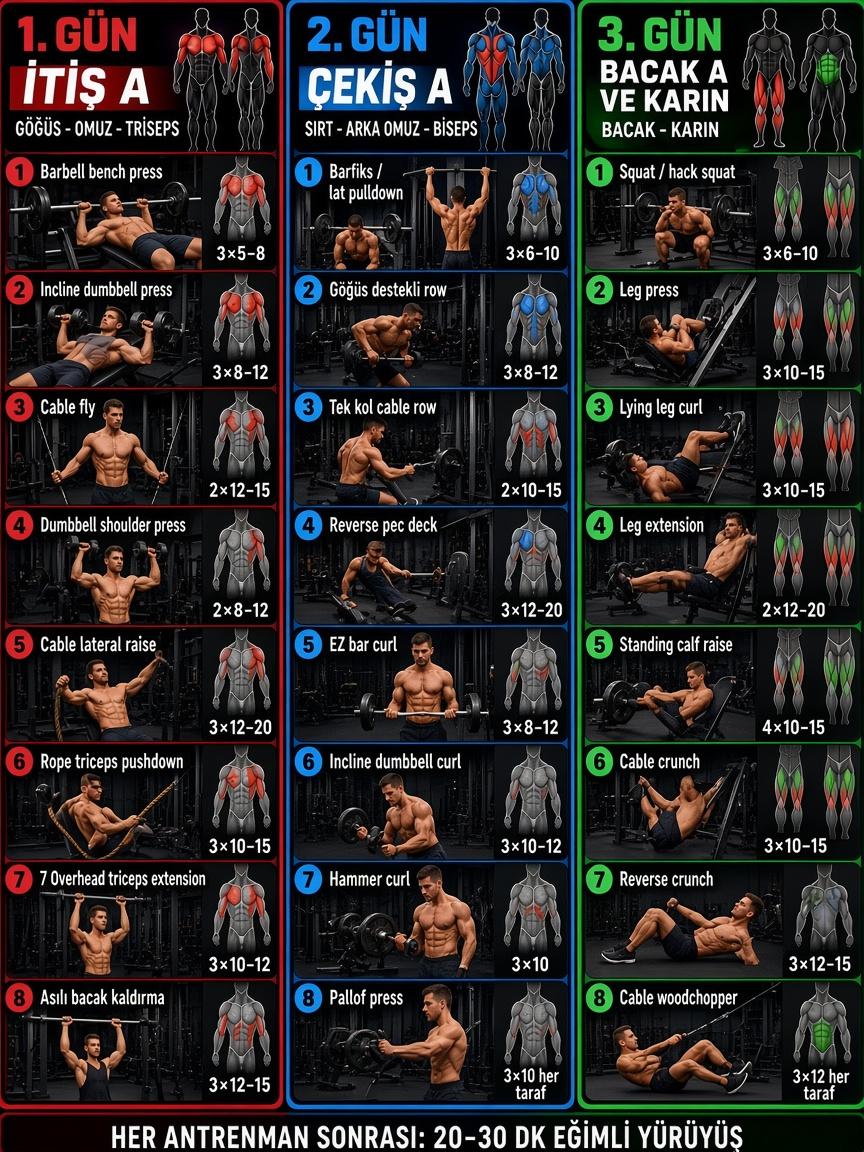 1. GÜN
İTİŞ A
GÖĞÜS - OMUZ - TRİSEPS
1 Barbell bench press
3×5–8
2 Incline dumbbell press
3×8–12
3 Cable fly
2×12–15
4 Dumbbell shoulder press
2×8–12
5 Cable lateral raise
3×12–20
6 Rope triceps pushdown
3×10–15
7 7 Overhead triceps extension
3×10–12
8 Asılı bacak kaldırma
3×12–15
2. GÜN
ÇEKİŞ A
SIRT - ARKA OMUZ - BİSEPS
1 Barfiks /
lat pulldown
3×6–10
2 Göğüs destekli row
3×8–12
3 Tek kol cable row
2×10–15
4 Reverse pec deck
3×12–20
5 EZ bar curl
3×8–12
6 Incline dumbbell curl
3×10–12
7 Hammer curl
3×10
8 Pallof press
3×10 her
taraf
3. GÜN
BACAK A
VE KARIN
BACAK - KARIN
1 Squat / hack squat
3×6–10
2 Leg press
3×10–15
3 Lying leg curl
3×10–15
4 Leg extension
2×12–20
5 Standing calf raise
4×10–15
6 Cable crunch
3×10–15
7 Reverse crunch
3×12–15
8 Cable woodchopper
3×12 her
taraf
HER ANTRENMAN SONRASI: 20–30 DK EĞİMLİ YÜRÜYÜŞ